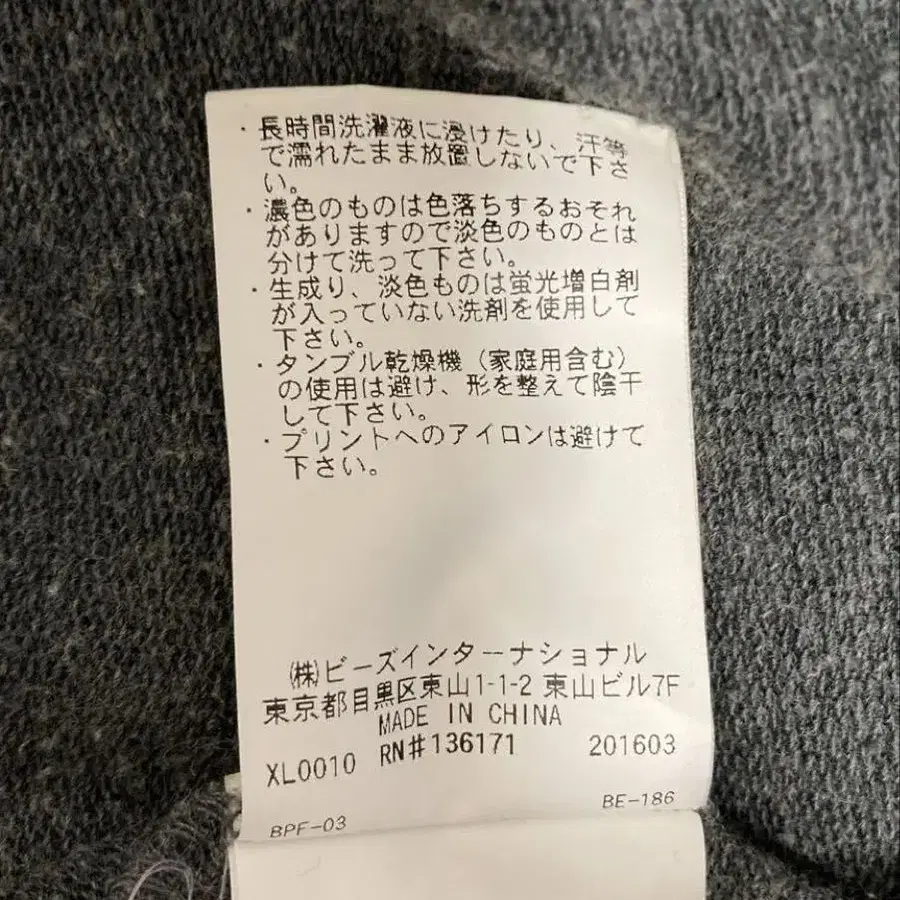 ・長時間洗濯液に浸けたり、汗等
で濡れたまま放置しないで下さ
い。
・濃色のものは色落ちするおそれ
がありますので淡色のものとは
分けて洗って下さい。
・生成り、淡色ものは蛍光増白剤
が入っていない洗剤を使用して
下さい。
・タンブル乾燥機（家庭用含む）
の使用は避け、形を整えて陰干
して下さい。
・プリントへのアイロンは避けて
下さい。
㈱ビーズインターナショナル
東京都目黒区東山1-1-2 東山ビル7F
MADE IN CHINA
XL0010 RN#136171 201603
BPF-03 BE-186